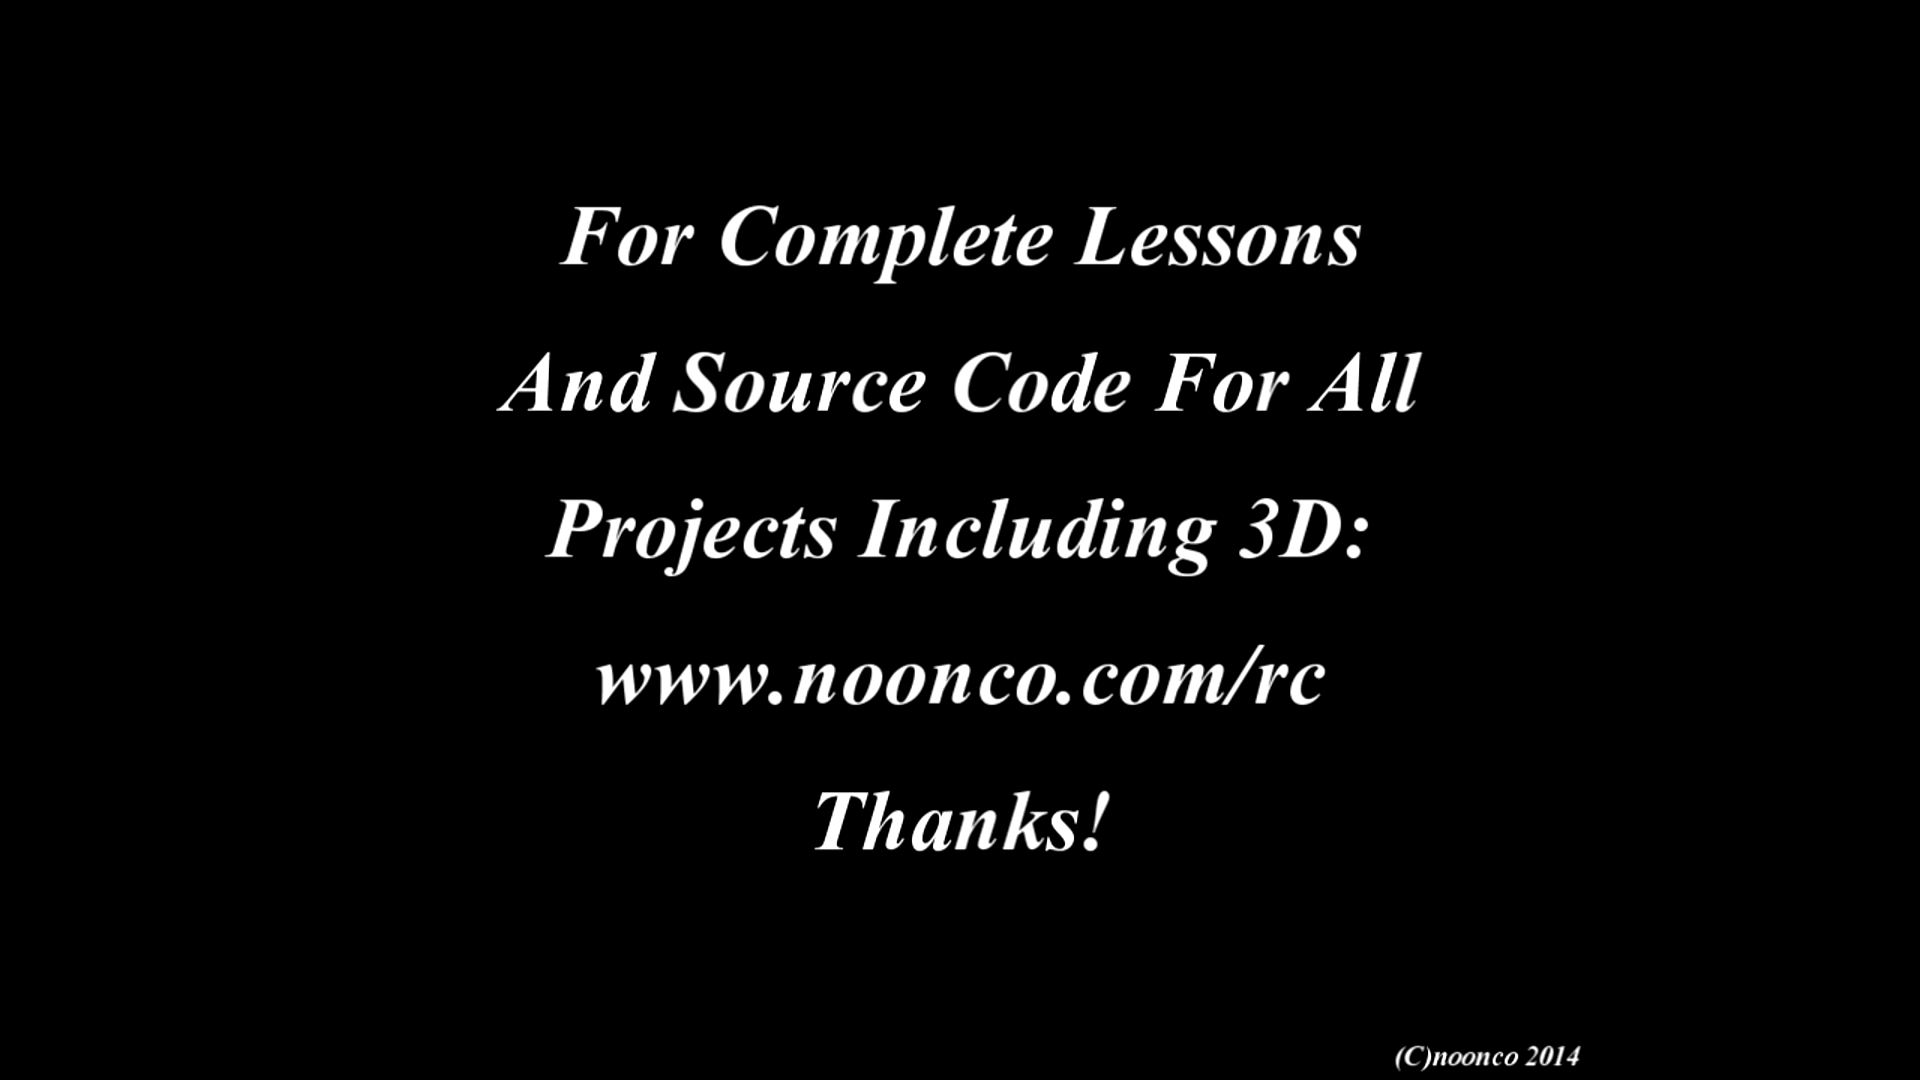 For Complete Lessons
And Source Code For All
Projects Including 3D:
www.noonco.com/rc
Thanks!
(C)noonco 2014